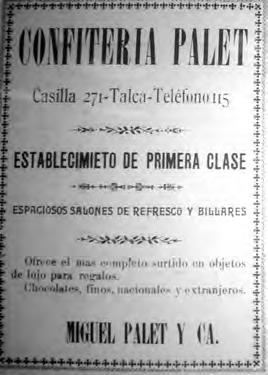 CONFITERIA PALET
Casilla 271-Talca-Teléfono 115
ESTABLECIMIETO DE PRIMERA CLASE
ESPACIOSOS SALONES DE REFRESCO Y BILLARES
Ofrece el mas completo surtido en objetos
de lojo para regalos.
Chocolates, finos, nacionales y extranjeros.
MIGUEL PALET Y CA.